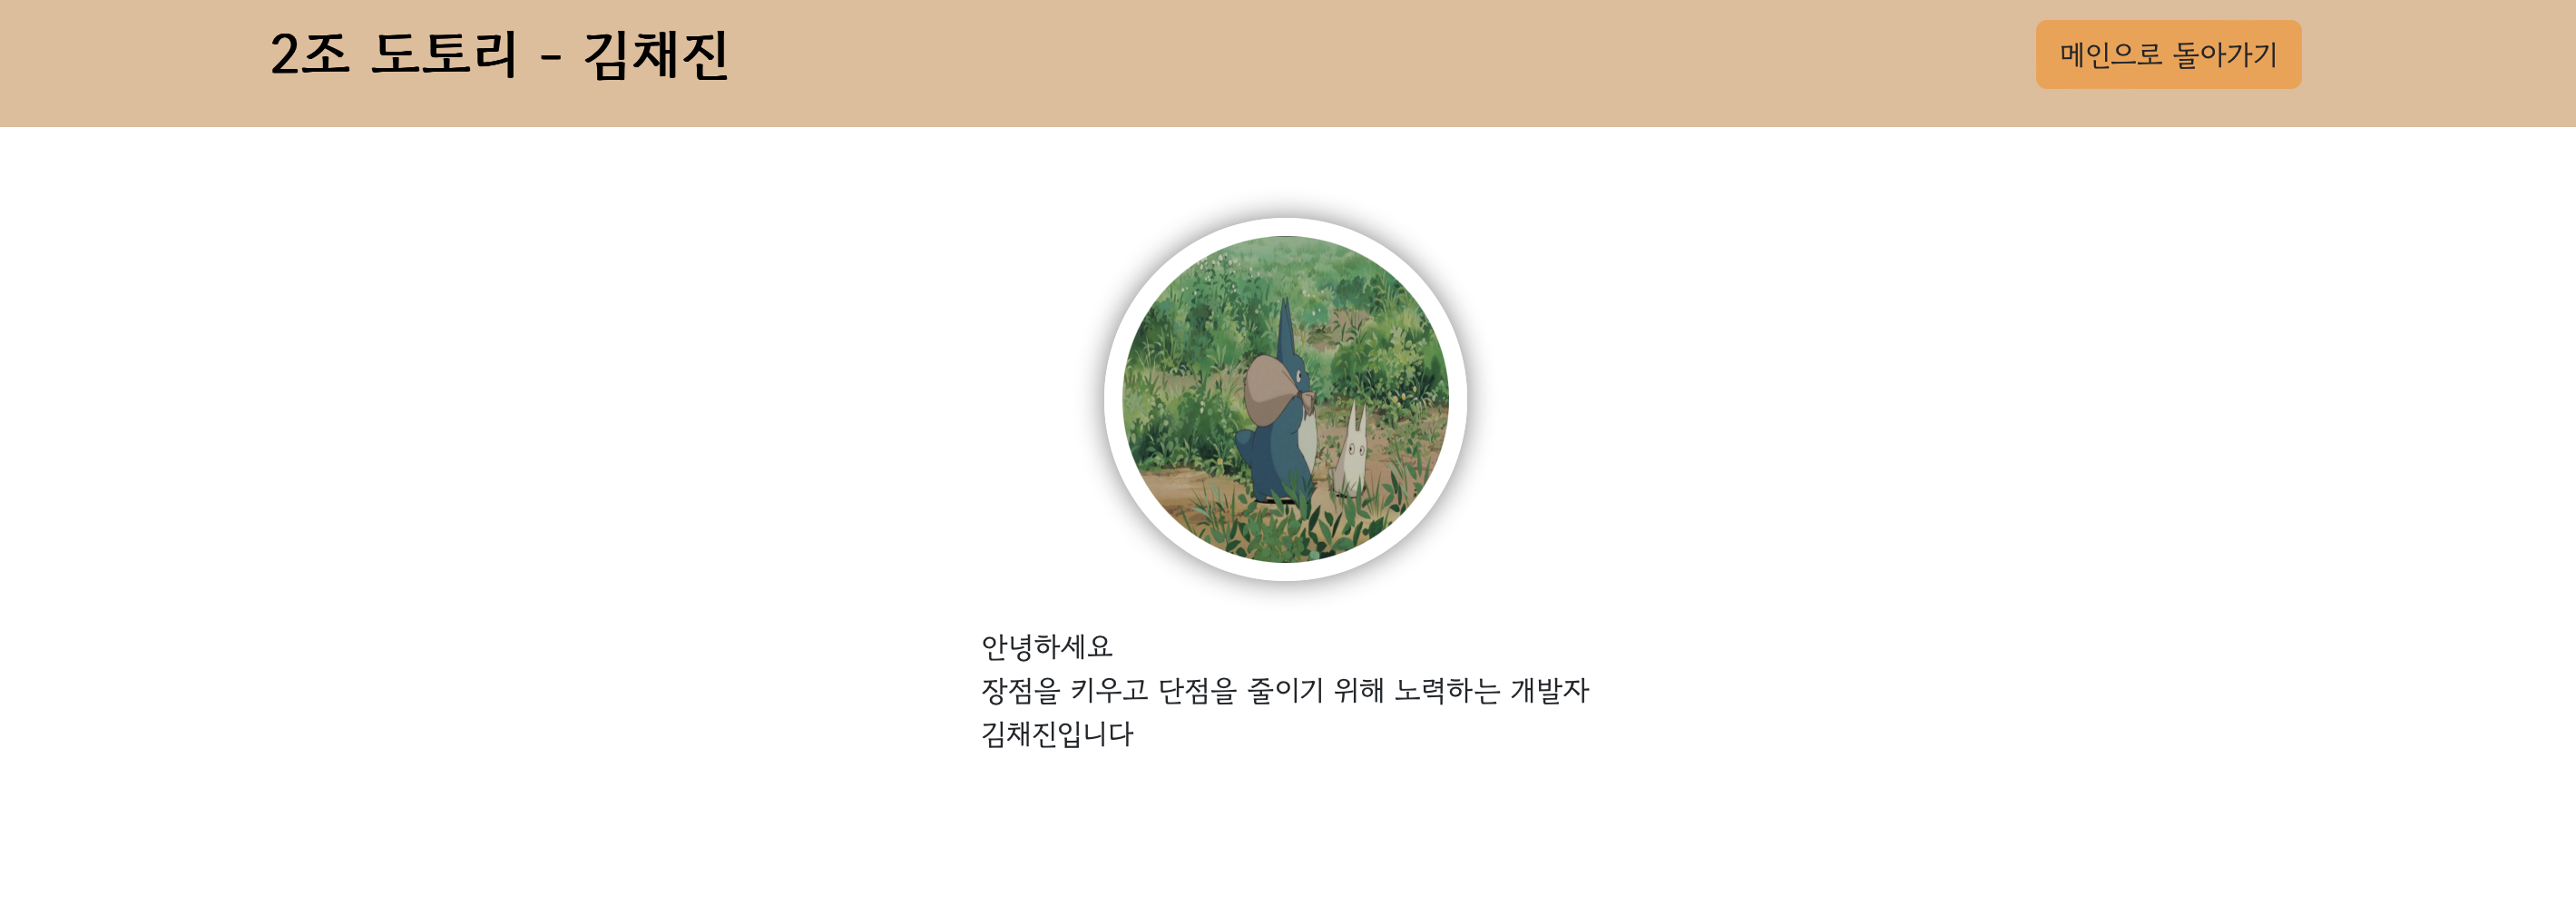 2조 도토리 - 김채진
메인으로 돌아가기
안녕하세요
장점을 키우고 단점을 줄이기 위해 노력하는 개발자
김채진입니다